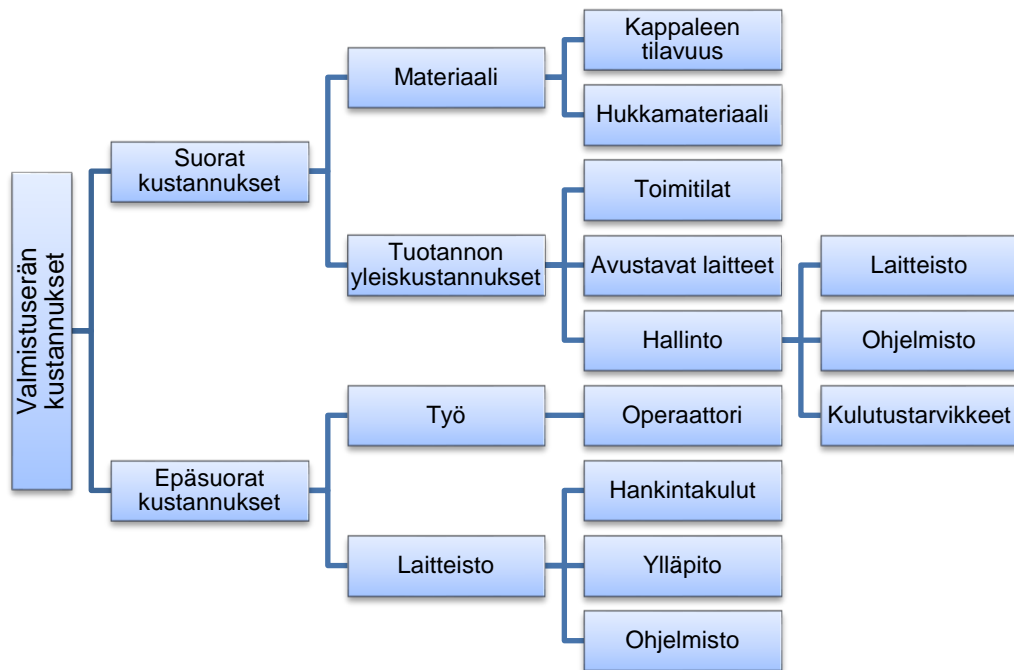 Valmistuserän
kustannukset
Suorat
kustannukset
Materiaali
Kappaleen
tilavuus
Hukkamateriaali
Tuotannon
yleiskustannukset
Toimitilat
Avustavat laitteet
Hallinto
Laitteisto
Ohjelmisto
Kulutustarvikkeet
Epäsuorat
kustannukset
Työ
Operaattori
Laitteisto
Hankintakulut
Ylläpito
Ohjelmisto